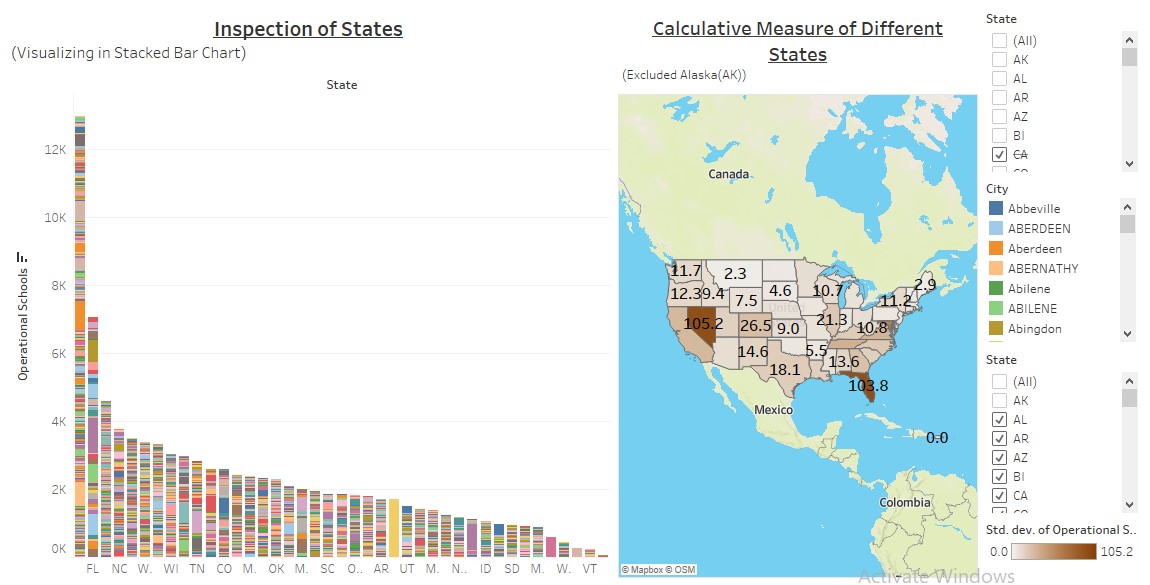 Inspection of States
(Visualizing in Stacked Bar Chart)
State
Operational Schools
12K
10K
8K
6K
4K
2K
0K
FL NC W. WI TN CO M. OK M. SC O.. AR UT M. N.. ID SD M. W. VT
Calculative Measure of Different
States
(Excluded Alaska(AK))
Canada
11.7 2.3 2.9
12.3 9.4 7.5 4.6 10.7 11.2
United
105.2 26.5 9.0 21.3 10.8
14.6 5.5 13.6
18.1 103.8
Mexico
0.0
Colombia
© Mapbox © OSM
State
(All)
AK
AL
AR
AZ
BI
CA
CO
City
Abbeville
ABERDEEN
Aberdeen
ABERNATHY
Abilene
ABILENE
Abingdon
State
(All)
AK
AL
AR
AZ
BI
CA
CO
Std. dev. of Operational S..
0.0 105.2
Activate Windows